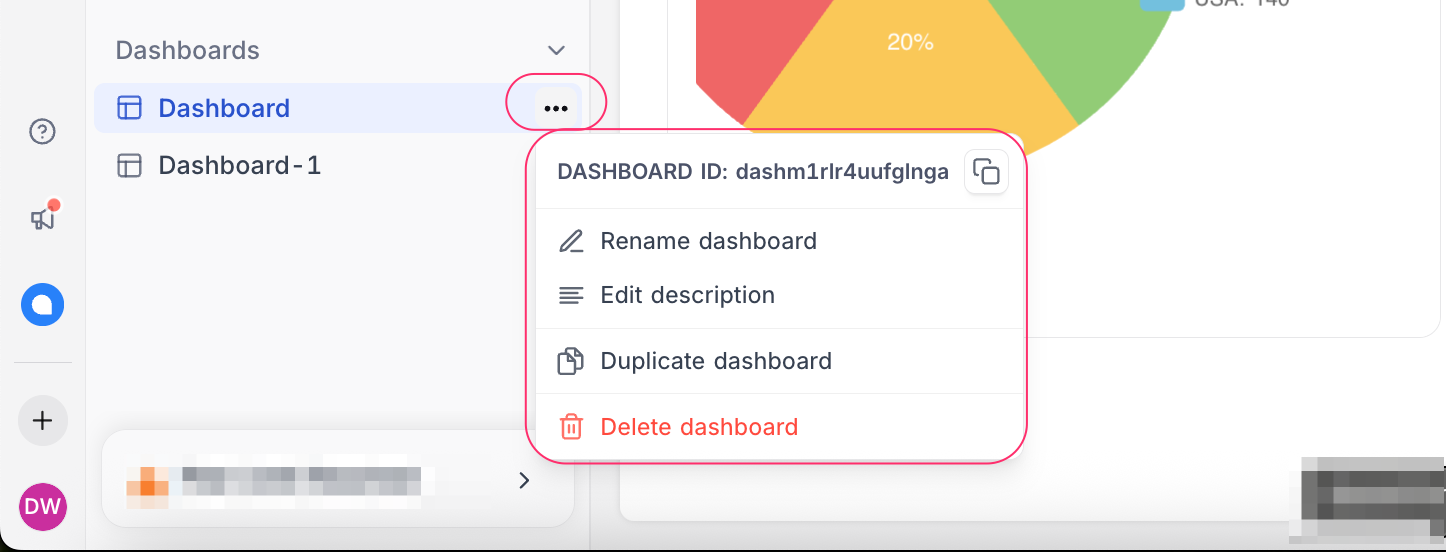 Dashboards
Dashboard
Dashboard-1
DW
20%
USA: 140
DASHBOARD ID: dashm1rlr4uufglnga
Rename dashboard
Edit description
Duplicate dashboard
Delete dashboard